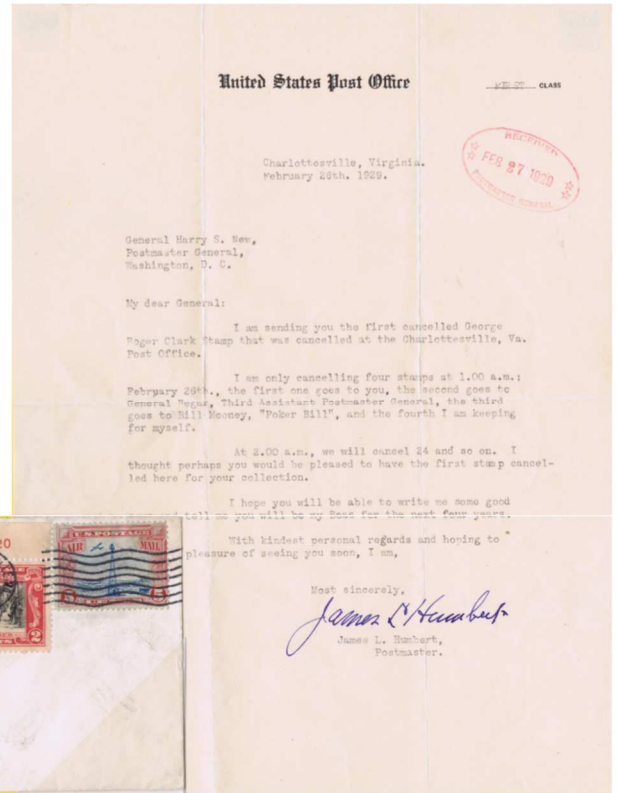 United States Post Office
CLASS
RECEIVED
FEB 27 1929
POSTMASTER GENERAL
Charlottesville, Virginia.
February 26th. 1929.
General Harry S. New,
Postmaster General,
Washington, D. C.
My dear General:
I am sending you the first cancelled George
Roger Clark Stamp that was cancelled at the Charlottesville, Va.
Post Office.
I am only cancelling four stamps at 1.00 a.m.;
February 26th., the first one goes to you, the second goes to
General Regar, Third Assistant Postmaster General, the third
goes to Bill Mooney, "Poker Bill", and the fourth I am keeping
for myself.
At 2.00 a.m., we will cancel 24 and so on. I
thought perhaps you would be pleased to have the first stamp cancel-
led here for your collection.
I hope you will be able to write me some good
and tell me you will be my Boss for the next four years.
With kindest personal regards and hoping to
pleasure of seeing you soon, I am,
Most sincerely,
James L Humbert
James L. Humbert,
Postmaster.
20
2
U.S. POSTAGE
AIR MAIL
5 5